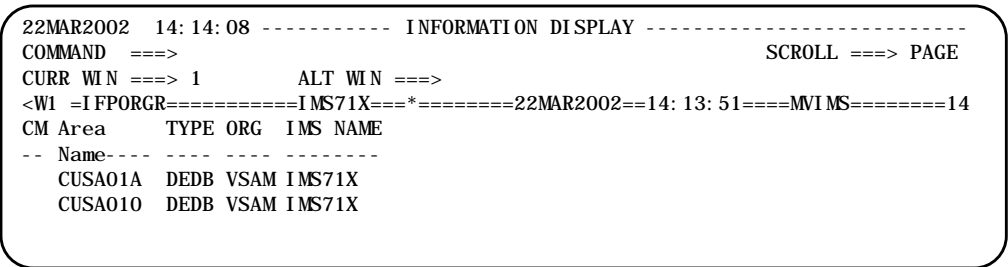 22MAR2002  14:14:08 ----------- INFORMATION DISPLAY ---------------------------
COMMAND  ===>                                                 SCROLL ===> PAGE
CURR WIN ===> 1        ALT WIN ===>
<W1 =IFPORGR===========IMS71X===*========22MAR2002==14:13:51====MVIMS========14
CM Area     TYPE ORG  IMS NAME
-- Name---- ---- ---- --------
   CUSA01A  DEDB VSAM IMS71X
   CUSA010  DEDB VSAM IMS71X